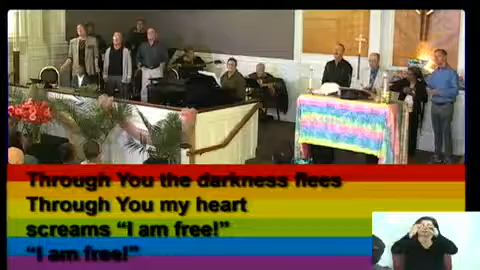 Through You the darkness flees
Through You my heart
screams “I am free!”
“I am free!”